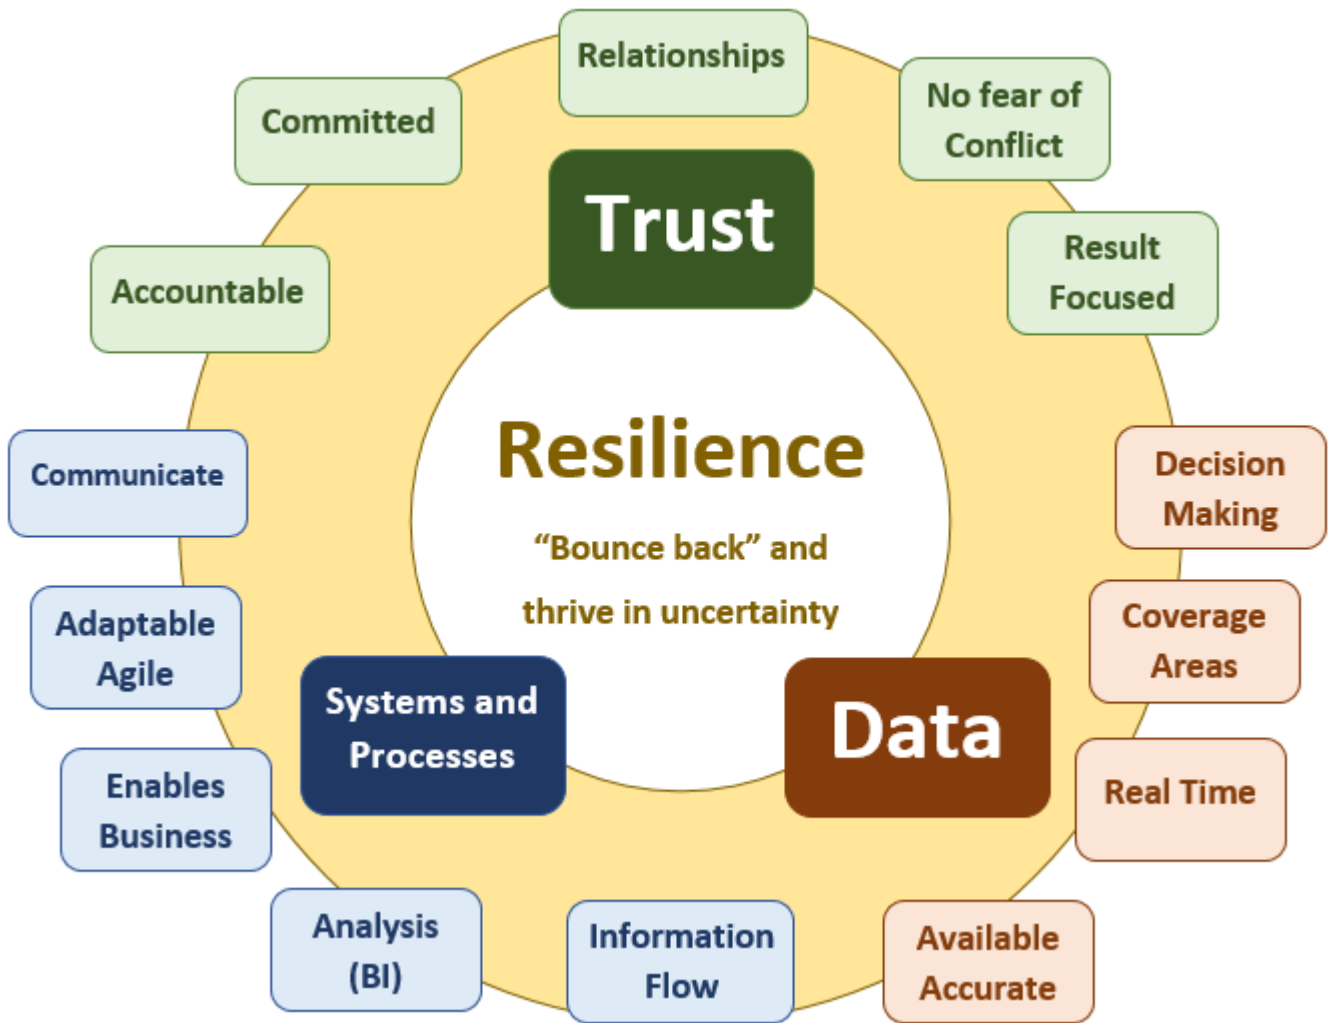 Relationships
Committed
No fear of
Conflict
Trust
Result
Focused
Accountable
Resilience
“Bounce back” and
thrive in uncertainty
Communicate
Decision
Making
Adaptable
Agile
Coverage
Areas
Systems and
Processes
Data
Enables
Business
Real Time
Analysis
(BI)
Information
Flow
Available
Accurate